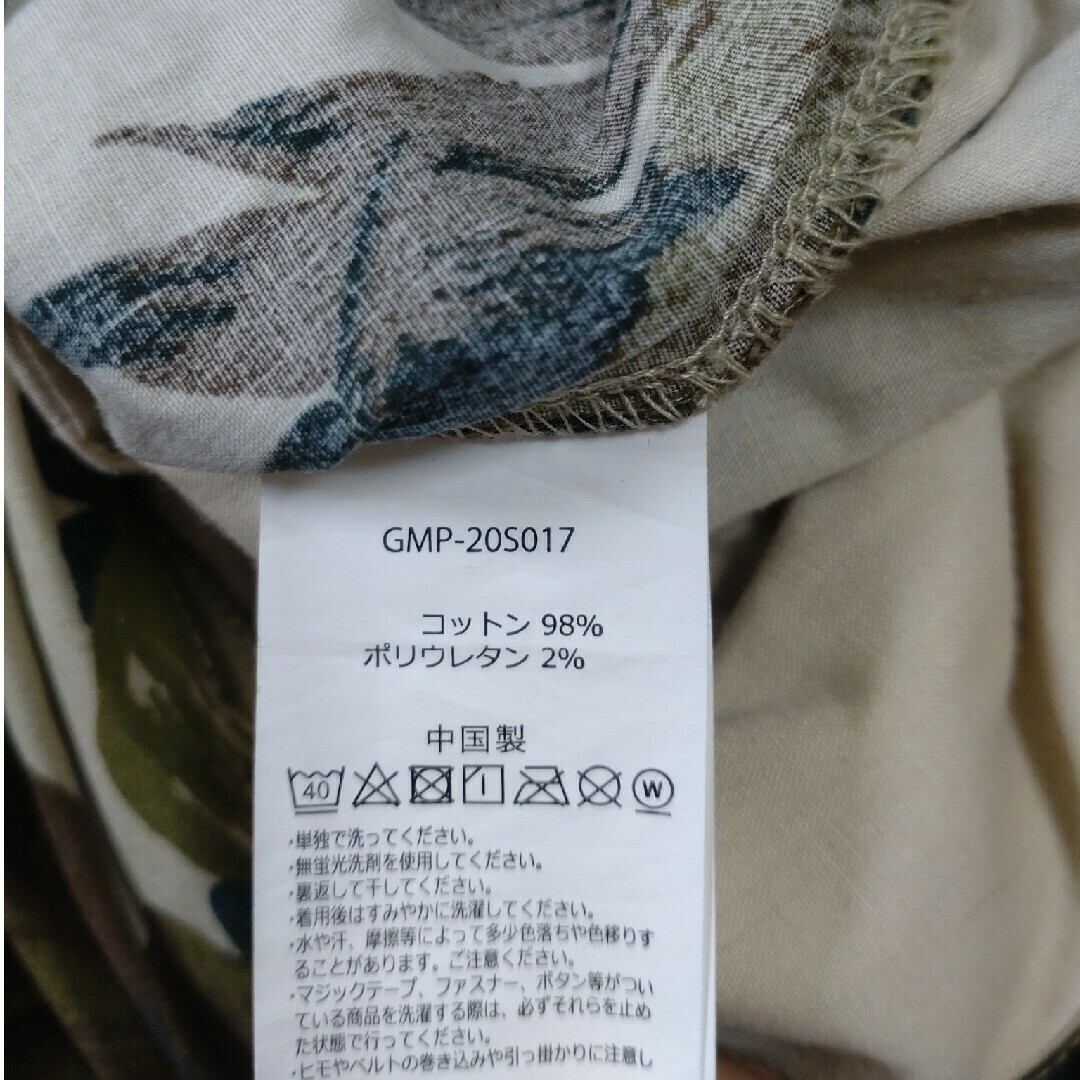 GMP-20S017
コットン 98%
ポリウレタン 2%
中国製
40 W
・単独で洗ってください。
・無蛍光洗剤を使用してください。
・裏返して干してください。
・着用後はすみやかに洗濯してください。
・水や汗、摩擦等によって多少色落ちや色移りす
ることがあります。ご注意ください。
・マジックテープ、ファスナー、ボタン等がつい
ている商品を洗濯する際は、必ずそれらを止め
た状態で行ってください。
・ヒモやベルトの巻き込みや引っ掛かりに注意し